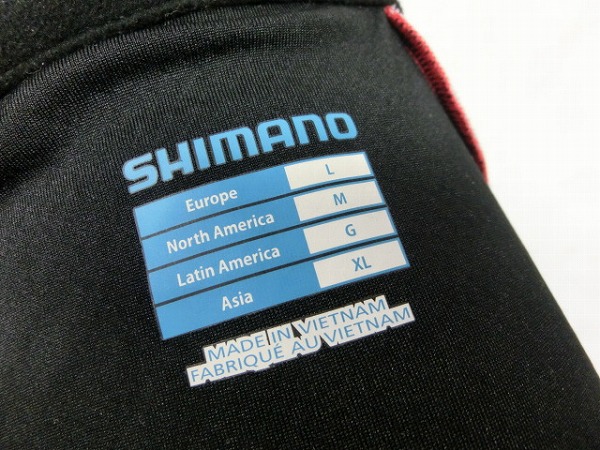 SHIMANO
Europe L
North America M
Latin America G
Asia XL
MADE IN VIETNAM
FABRIQUÉ AU VIETNAM